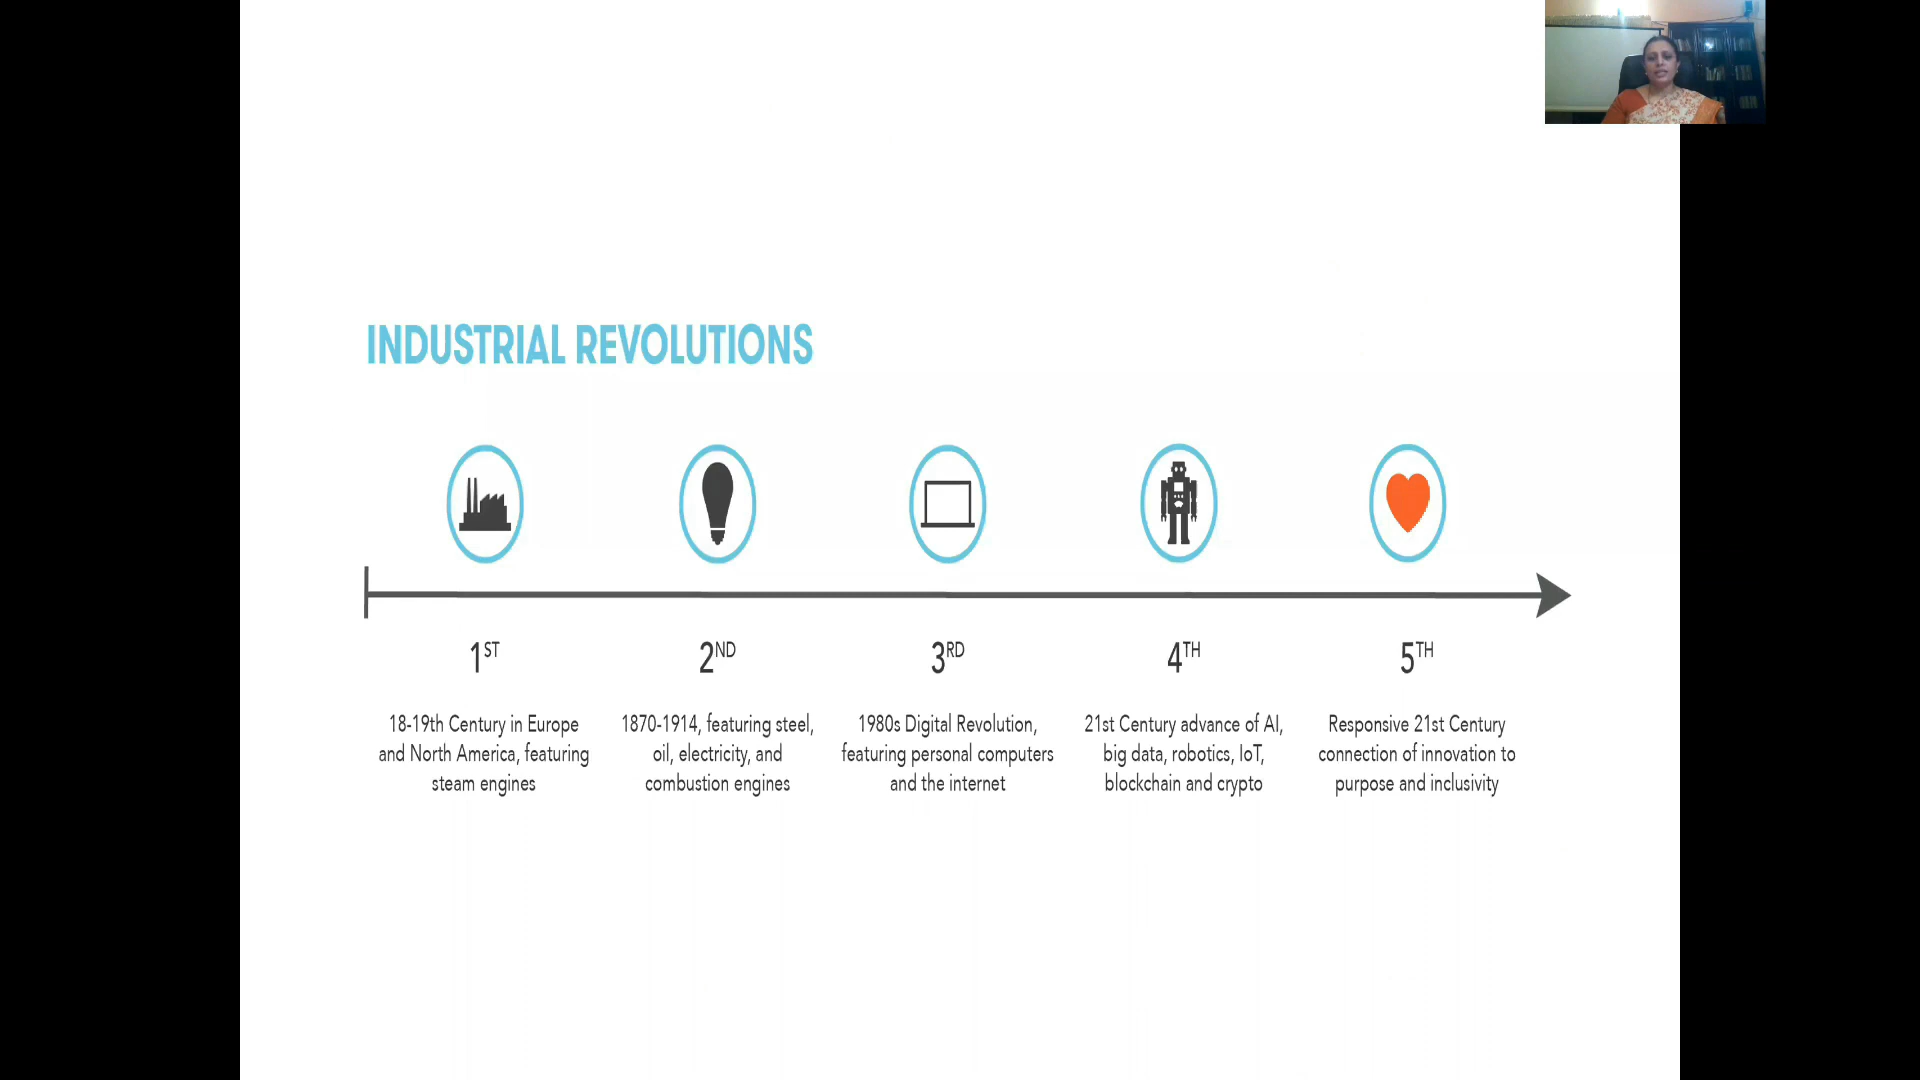 INDUSTRIAL REVOLUTIONS
1ST
18-19th Century in Europe
and North America, featuring
steam engines
2ND
1870-1914, featuring steel,
oil, electricity, and
combustion engines
3RD
1980s Digital Revolution,
featuring personal computers
and the internet
4TH
21st Century advance of AI,
big data, robotics, IoT,
blockchain and crypto
5TH
Responsive 21st Century
connection of innovation to
purpose and inclusivity